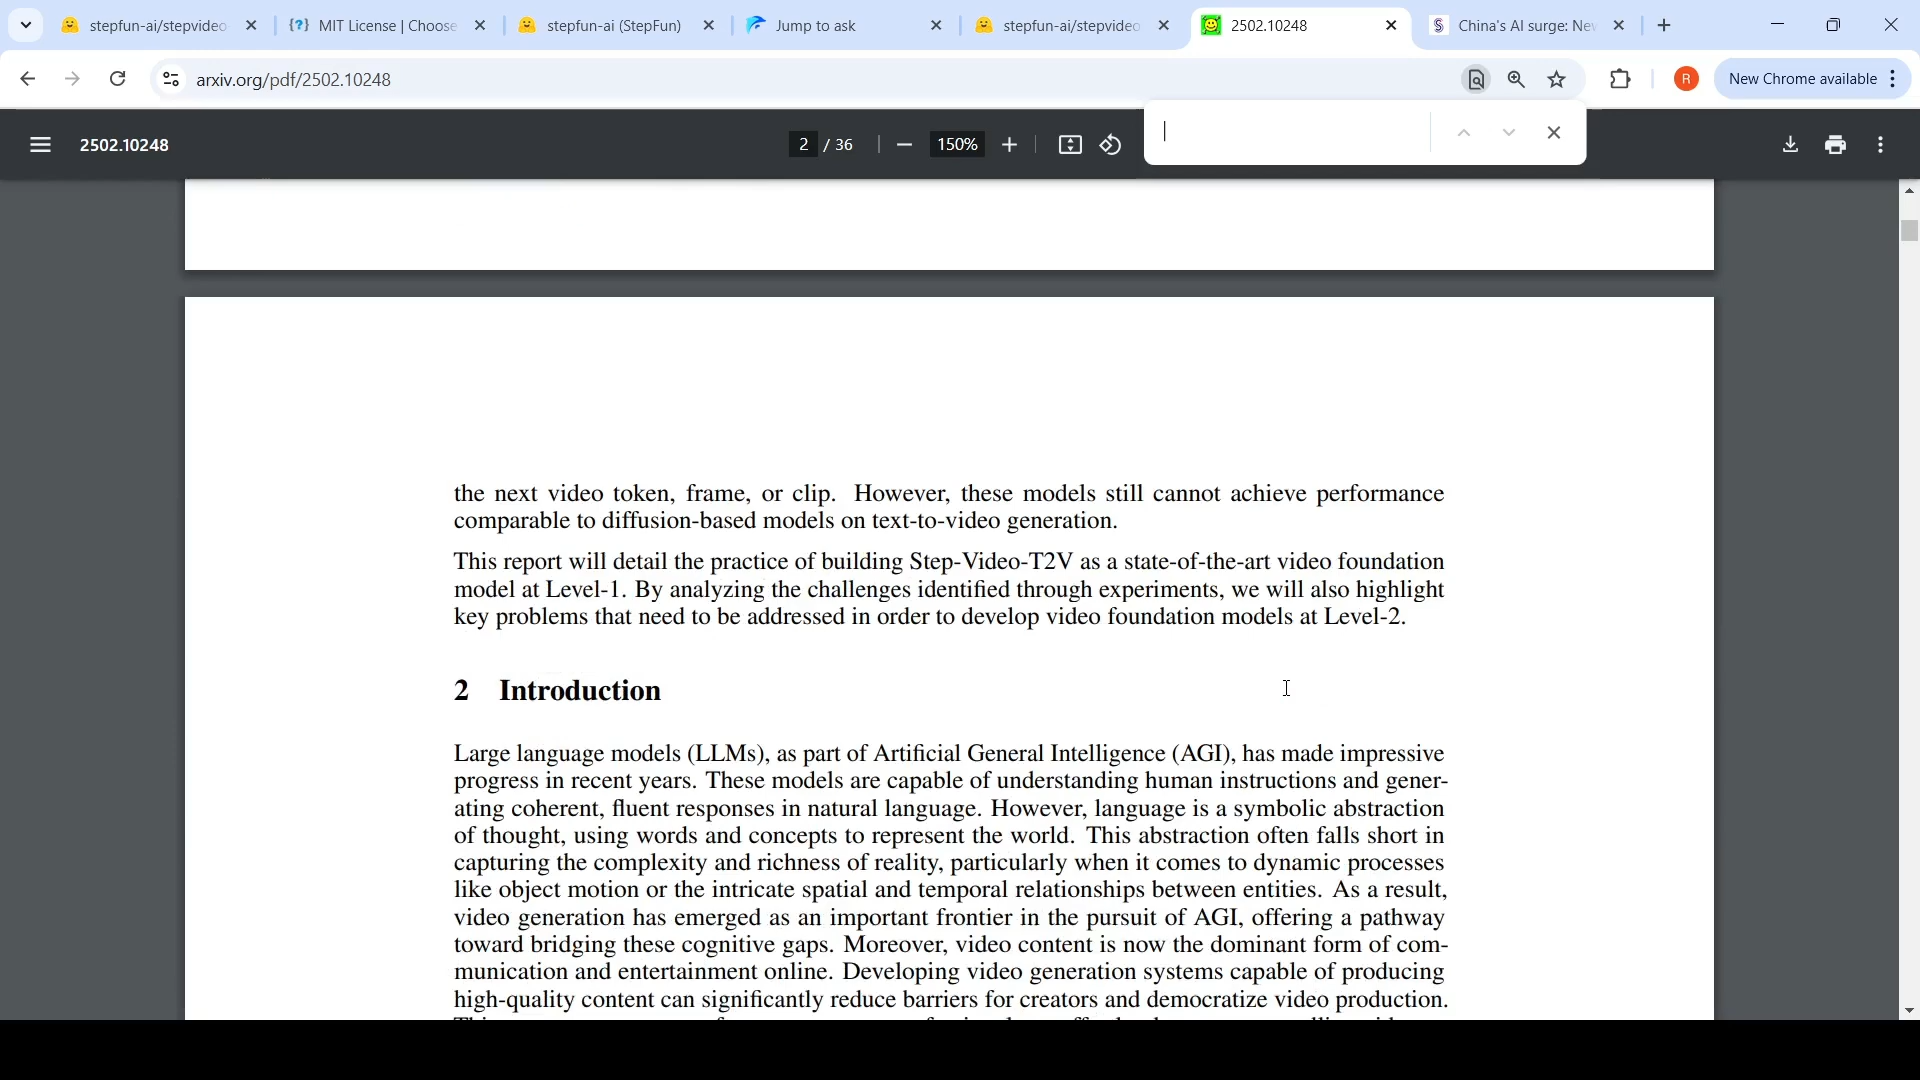 stepfun-ai/stepvideo
MIT License | Choose
stepfun-ai (StepFun)
Jump to ask
stepfun-ai/stepvideo
2502.10248
China's AI surge: Nev
arxiv.org/pdf/2502.10248
R
New Chrome available
2502.10248
2 / 36
150%
the next video token, frame, or clip. However, these models still cannot achieve performance
comparable to diffusion-based models on text-to-video generation.
This report will detail the practice of building Step-Video-T2V as a state-of-the-art video foundation
model at Level-1. By analyzing the challenges identified through experiments, we will also highlight
key problems that need to be addressed in order to develop video foundation models at Level-2.
2 Introduction
Large language models (LLMs), as part of Artificial General Intelligence (AGI), has made impressive
progress in recent years. These models are capable of understanding human instructions and gener-
ating coherent, fluent responses in natural language. However, language is a symbolic abstraction
of thought, using words and concepts to represent the world. This abstraction often falls short in
capturing the complexity and richness of reality, particularly when it comes to dynamic processes
like object motion or the intricate spatial and temporal relationships between entities. As a result,
video generation has emerged as an important frontier in the pursuit of AGI, offering a pathway
toward bridging these cognitive gaps. Moreover, video content is now the dominant form of com-
munication and entertainment online. Developing video generation systems capable of producing
high-quality content can significantly reduce barriers for creators and democratize video production.